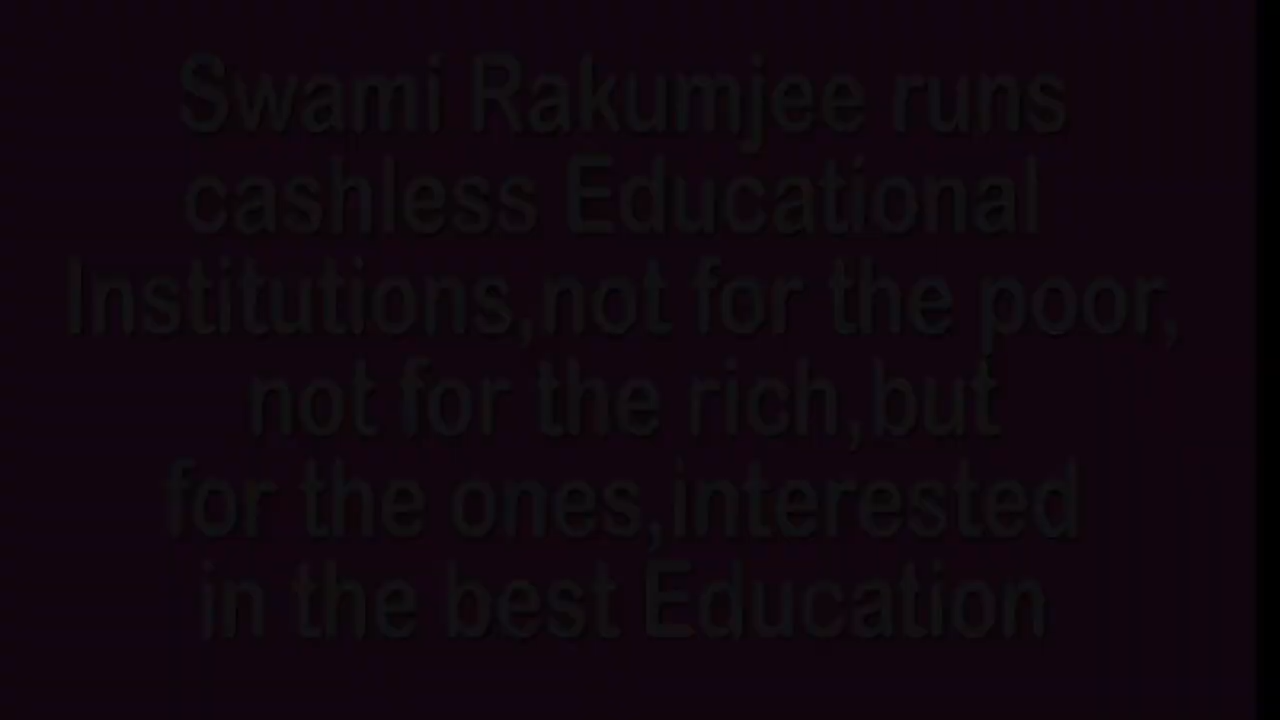 Swami Rakumjee runs
cashless Educational
Institutions,not for the poor,
not for the rich,but
for the ones,interested
in the best Education